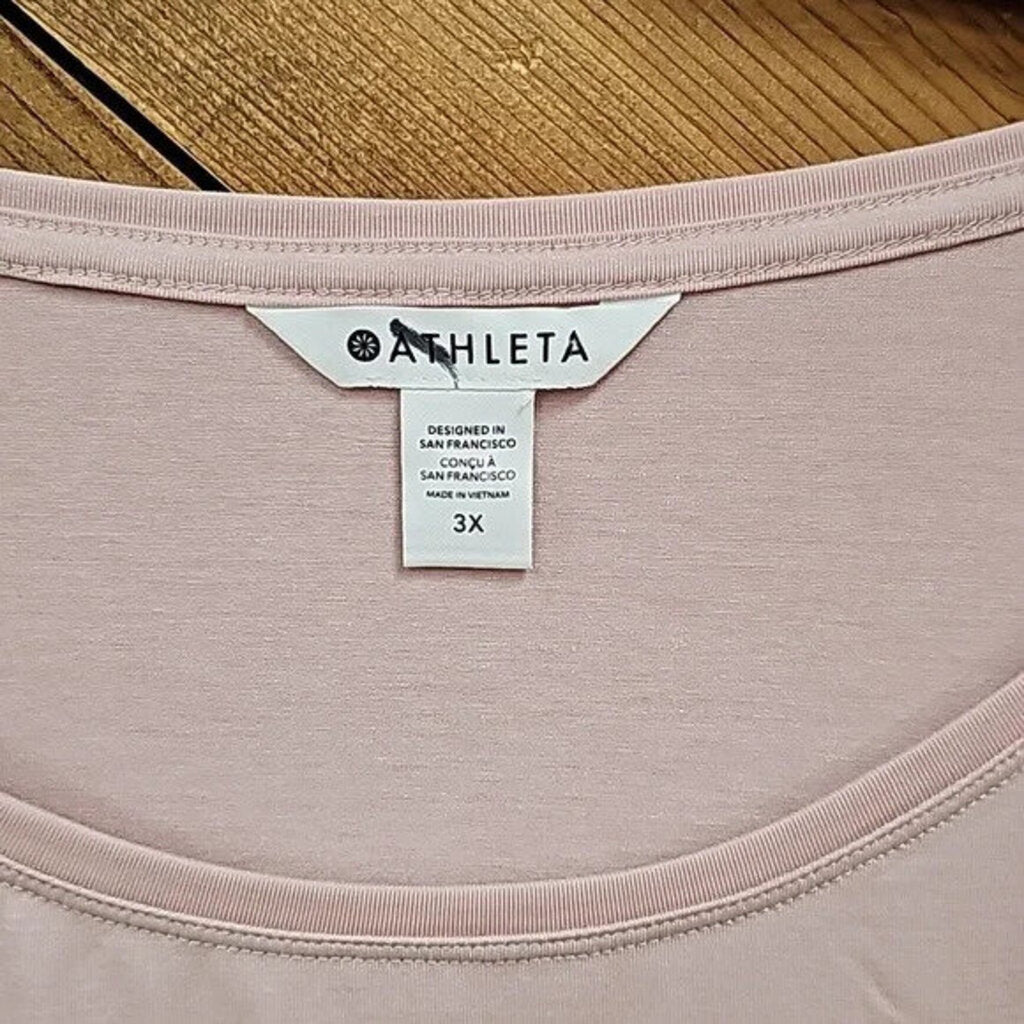 ATHLETA
DESIGNED IN
SAN FRANCISCO
CONÇU À
SAN FRANCISCO
MADE IN VIETNAM
3X